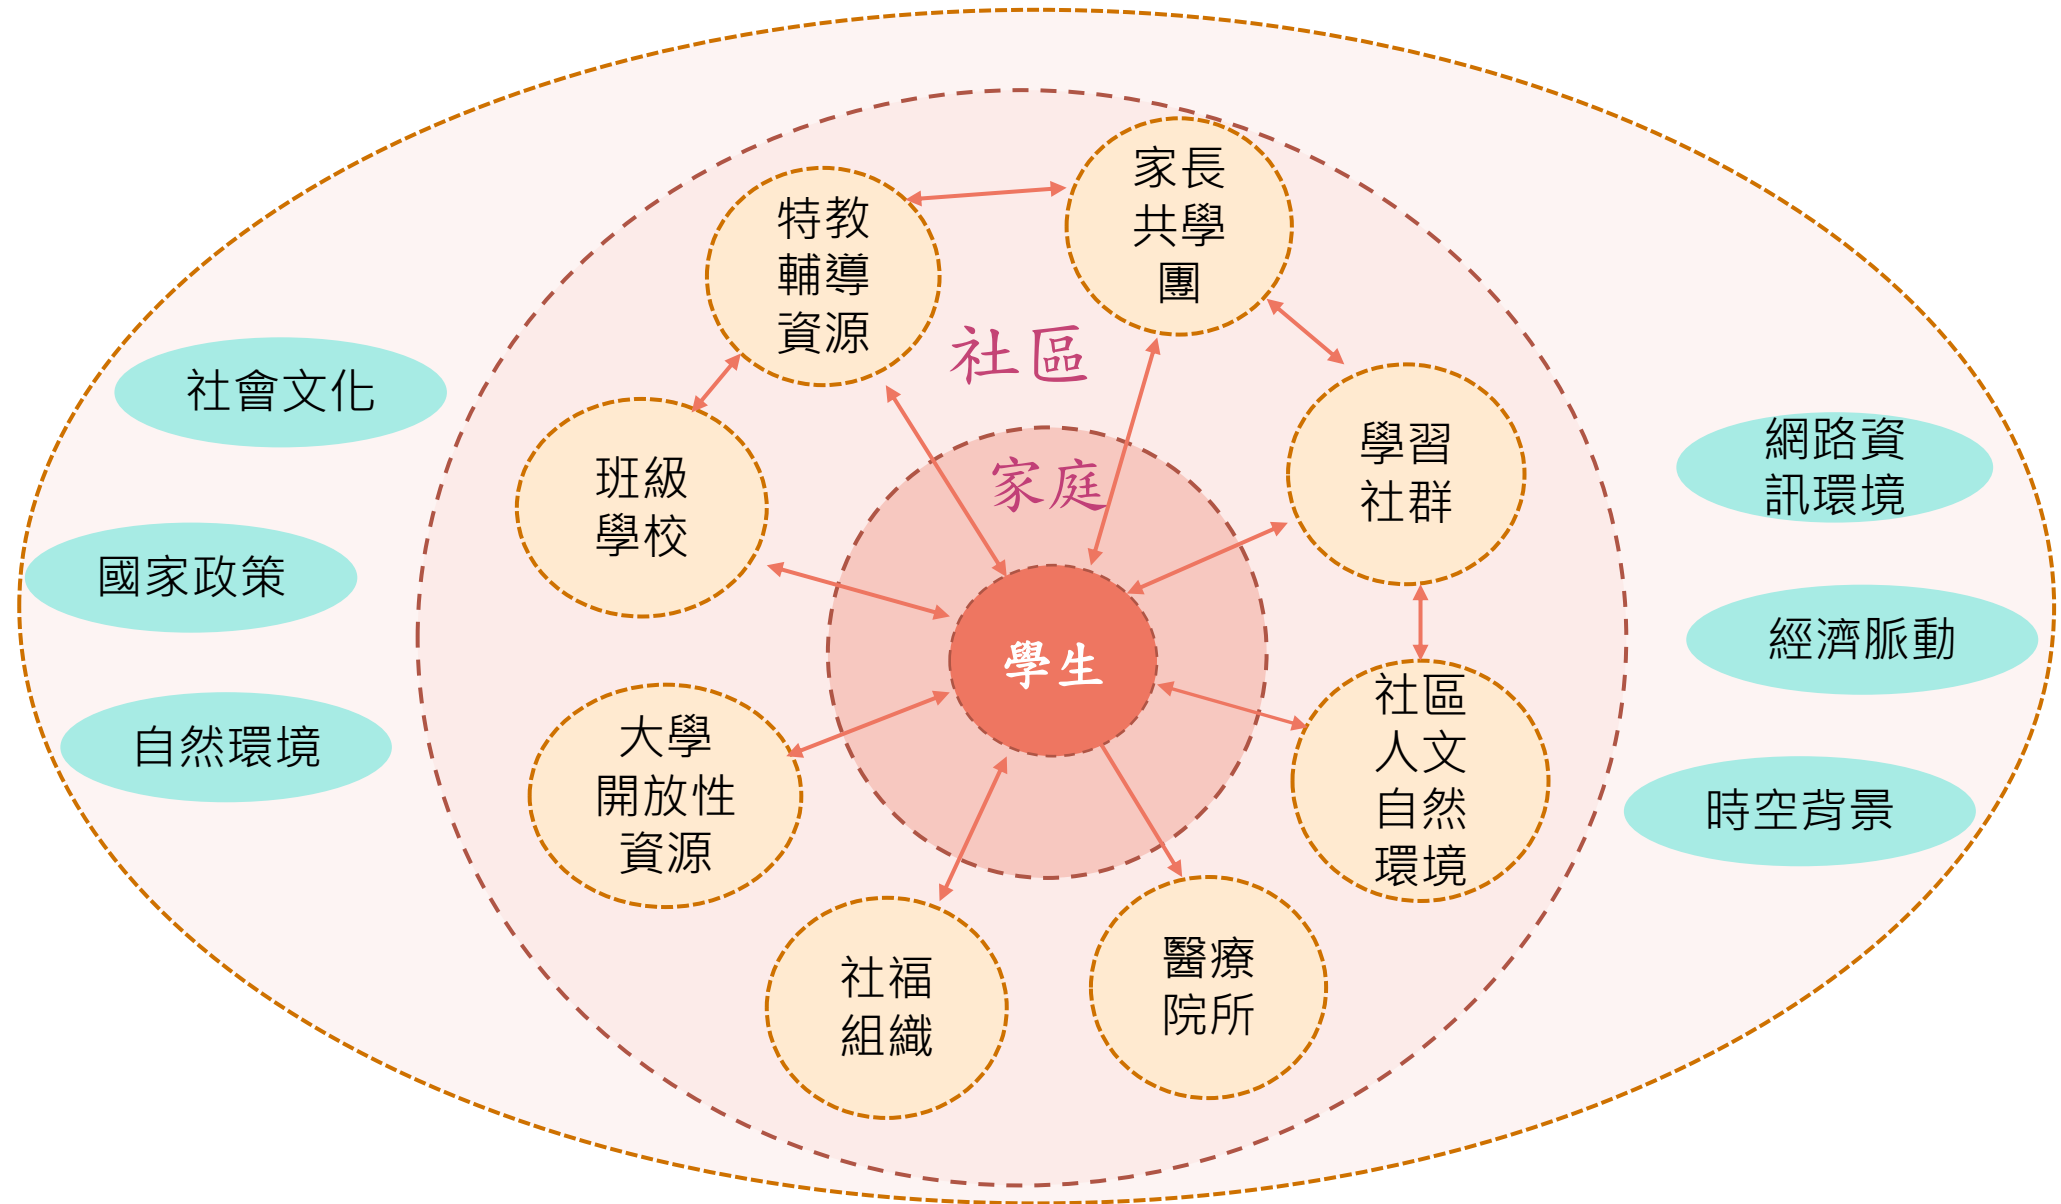 家長
共學
團
特教
輔導
資源
社區
社會文化
網路資
訊環境
家庭
學習
社群
班級
學校
國家政策
經濟脈動
學生
社區
人文
自然
環境
大學
開放性
資源
自然環境
時空背景
社福
組織
醫療
院所